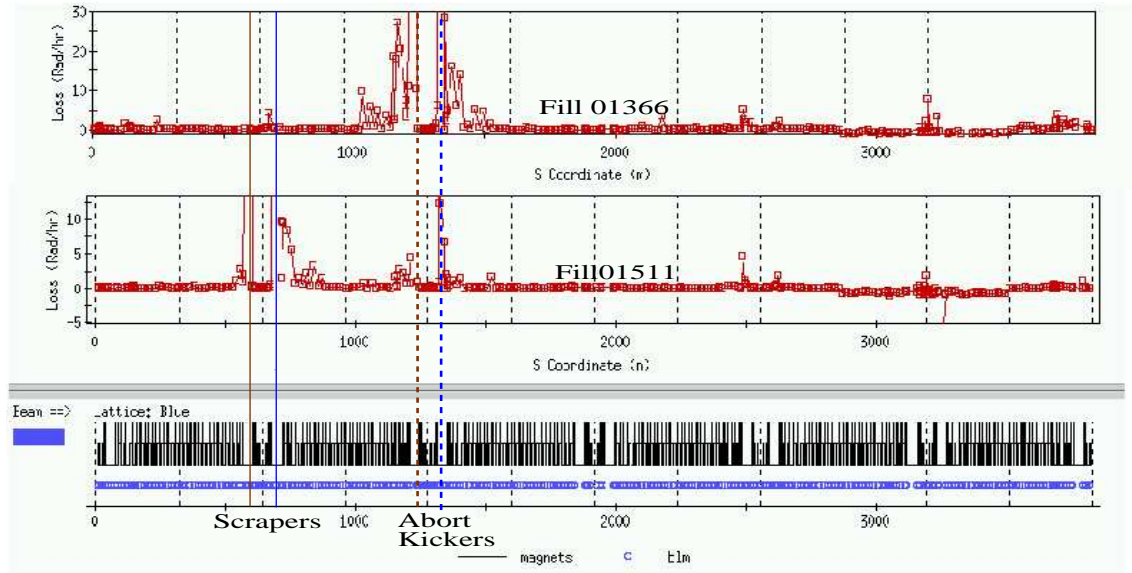 30
20
10
0
Loss (Rad/hr)
Fill 01366
0 1000 2000 3000
S Coordinate (m)
10
5
0
-5
Loss (Rad/hr)
Fill01511
0 1000 2000 3000
S Coordinate (m)
Beam ==> Lattice: Blue
0 1000 2000 3000
Scrapers Abort
Kickers
magnets blm